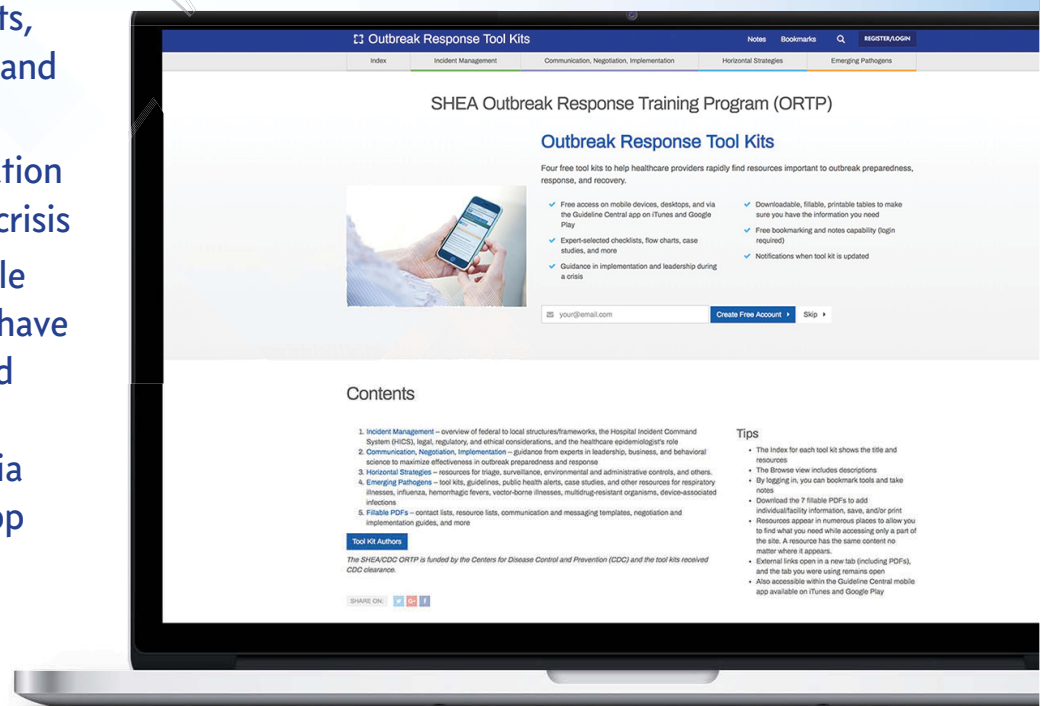 ts,
and
ation
crisis
le
have
d
ia
pp
Outbreak Response Tool Kits
Notes Bookmarks REGISTER/LOGIN
Index Incident Management Communication, Negotiation, Implementation Horizontal Strategies Emerging Pathogens
SHEA Outbreak Response Training Program (ORTP)
Outbreak Response Tool Kits
Four free tool kits to help healthcare providers rapidly find resources important to outbreak preparedness,
response, and recovery.
Free access on mobile devices, desktops, and via
the Guideline Central app on iTunes and Google
Play
Expert-selected checklists, flow charts, case
studies, and more
Guidance in implementation and leadership during
a crisis
Downloadable, fillable, printable tables to make
sure you have the information you need
Free bookmarking and notes capability (login
required)
Notifications when tool kit is updated
your@email.com Create Free Account Skip
Contents
1. Incident Management – overview of federal to local structures/frameworks, the Hospital Incident Command
System (HICS), legal, regulatory, and ethical considerations, and the healthcare epidemiologist's role
2. Communication, Negotiation, Implementation – guidance from experts in leadership, business, and behavioral
science to maximize effectiveness in outbreak preparedness and response
3. Horizontal Strategies – resources for triage, surveillance, environmental and administrative controls, and others.
4. Emerging Pathogens – tool kits, guidelines, public health alerts, case studies, and other resources for respiratory
illnesses, influenza, hemorrhagic fevers, vector-borne illnesses, multidrug-resistant organisms, device-associated
infections
5. Fillable PDFs – contact lists, resource lists, communication and messaging templates, negotiation and
implementation guides, and more
Tool Kit Authors
The SHEA/CDC ORTP is funded by the Centers for Disease Control and Prevention (CDC) and the tool kits received
CDC clearance.
SHARE ON:
Tips
• The Index for each tool kit shows the title and
resources
• The Browse view includes descriptions
• By logging in, you can bookmark tools and take
notes
• Download the 7 fillable PDFs to add
individual/facility information, save, and/or print
• Resources appear in numerous places to allow you
to find what you need while accessing only a part of
the site. A resource has the same content no
matter where it appears.
• External links open in a new tab (including PDFs),
and the tab you were using remains open
• Also accessible within the Guideline Central mobile
app available on iTunes and Google Play